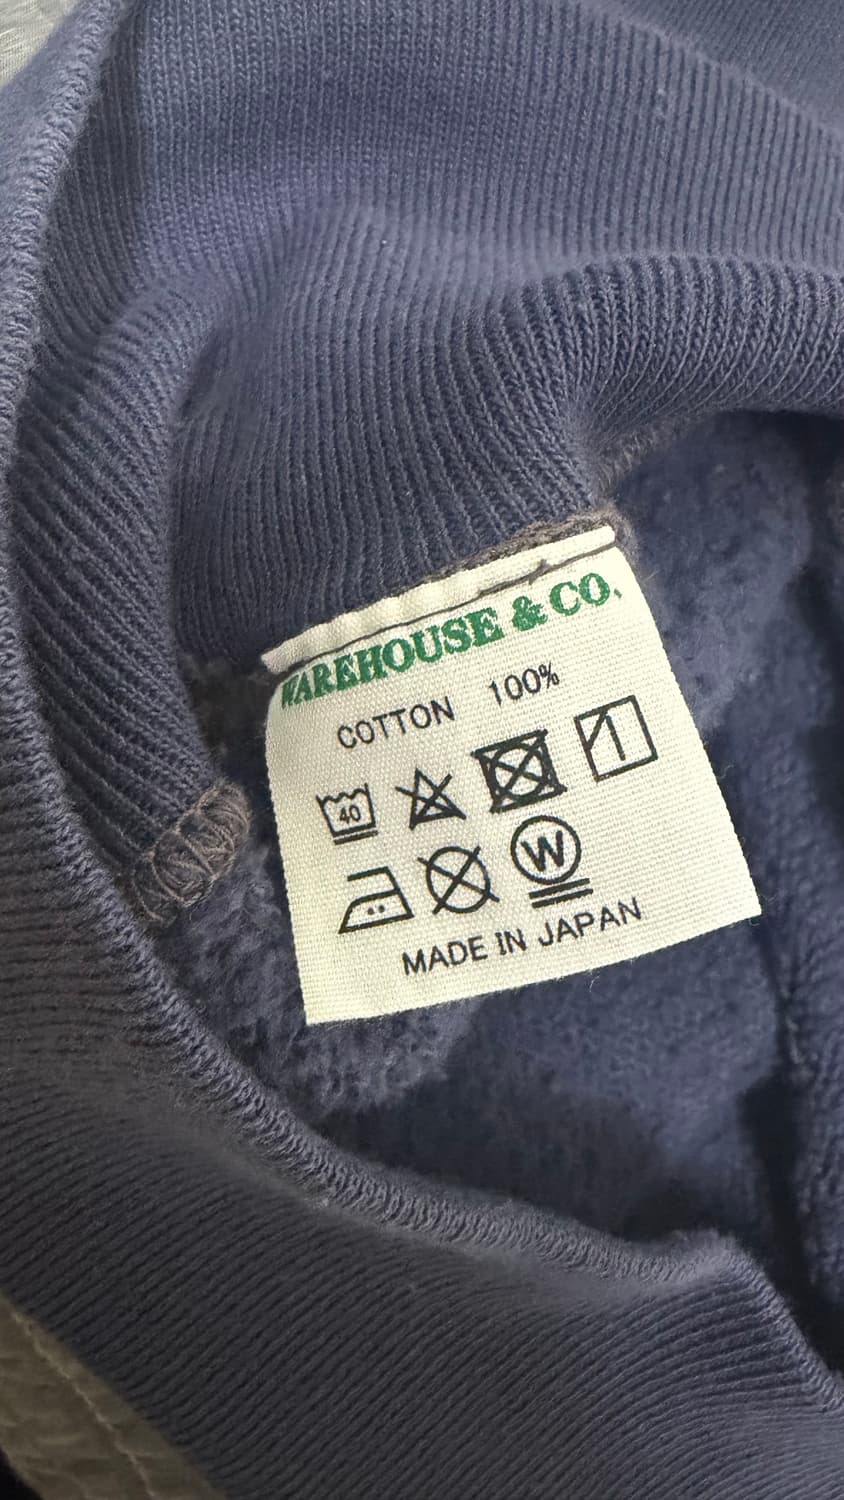 WAREHOUSE & CO.
COTTON 100%
40
W
MADE IN JAPAN